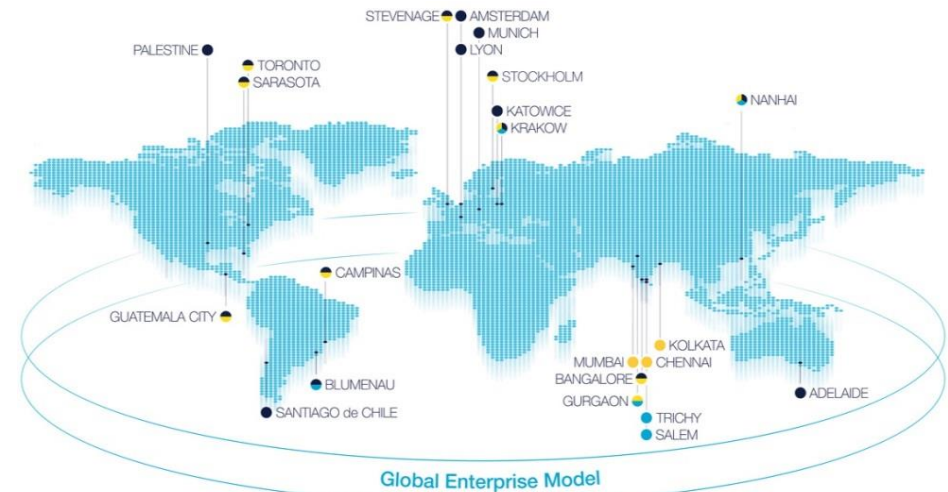 STEVENAGE
AMSTERDAM
MUNICH
PALESTINE
LYON
TORONTO
STOCKHOLM
SARASOTA
NANHAI
KATOWICE
KRAKOW
CAMPINAS
GUATEMALA CITY
KOLKATA
MUMBAI
CHENNAI
BANGALORE
BLUMENAU
ADELAIDE
GURGAON
SANTIAGO de CHILE
TRICHY
SALEM
Global Enterprise Model